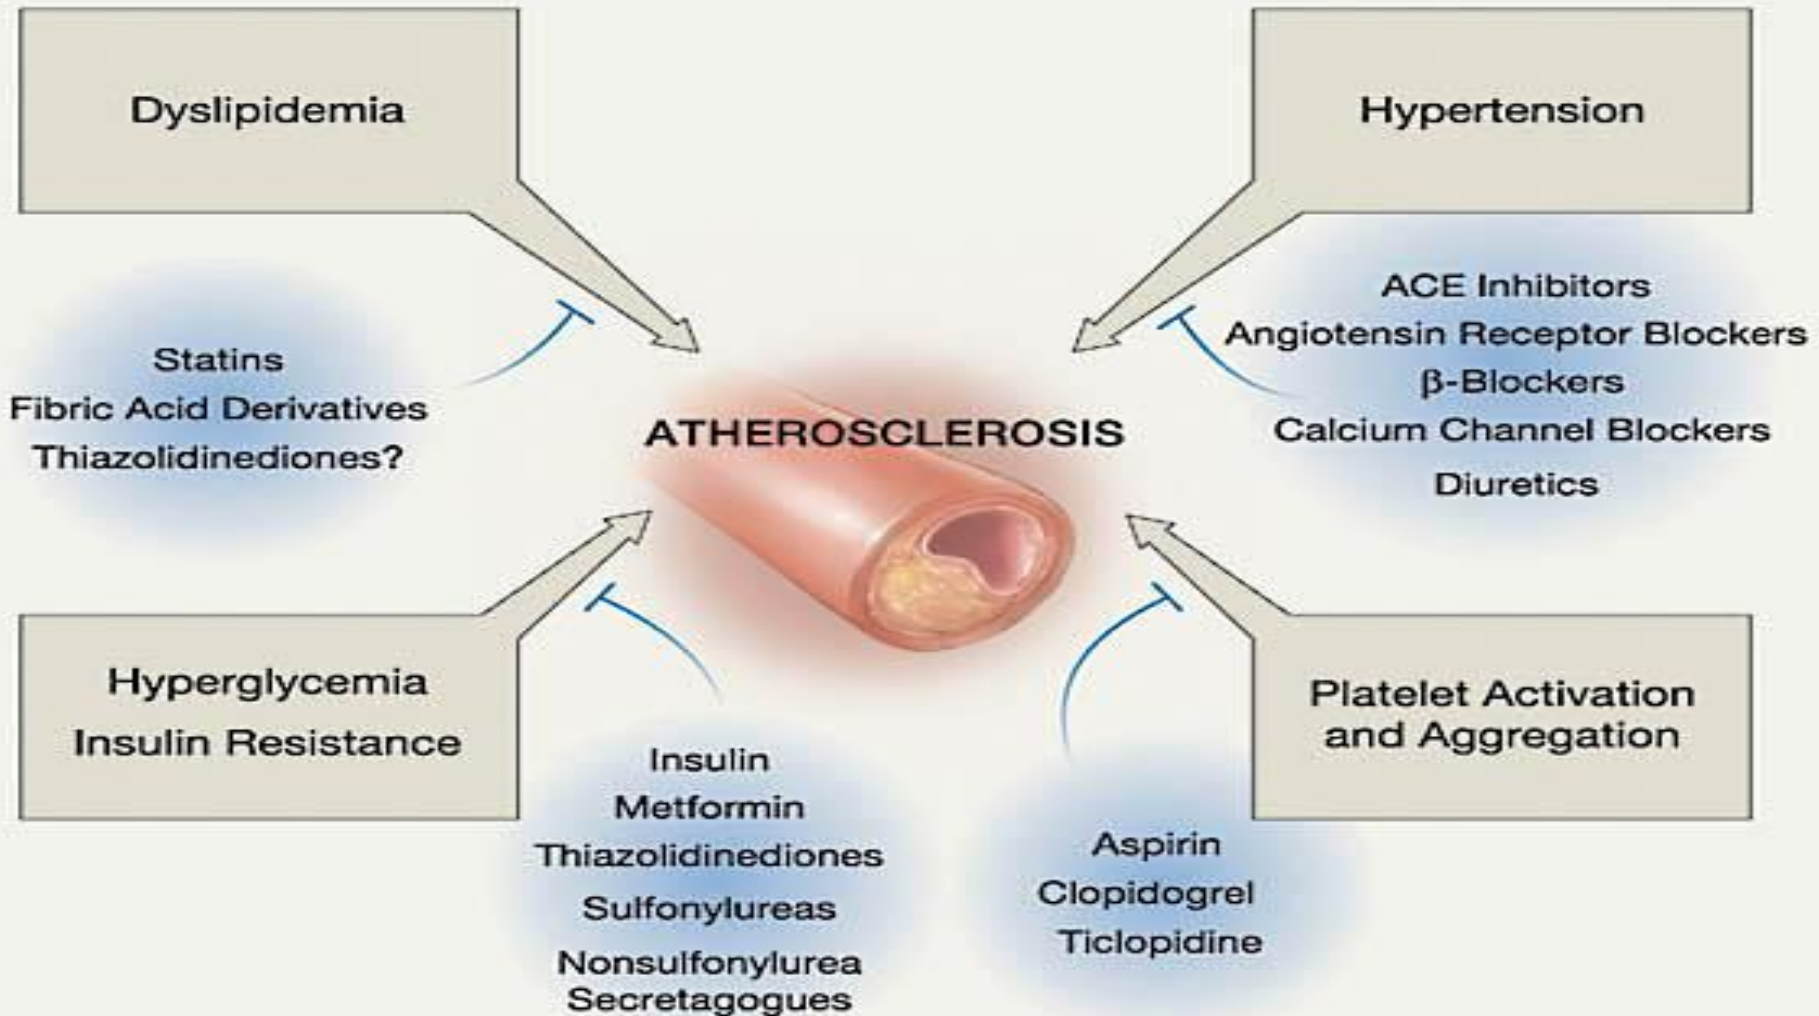 Dyslipidemia
Hypertension
Statins
Fibric Acid Derivatives
Thiazolidinediones?
ACE Inhibitors
Angiotensin Receptor Blockers
β-Blockers
Calcium Channel Blockers
Diuretics
ATHEROSCLEROSIS
Hyperglycemia
Insulin Resistance
Insulin
Metformin
Thiazolidinediones
Sulfonylureas
Nonsulfonylurea
Secretagogues
Aspirin
Clopidogrel
Ticlopidine
Platelet Activation
and Aggregation